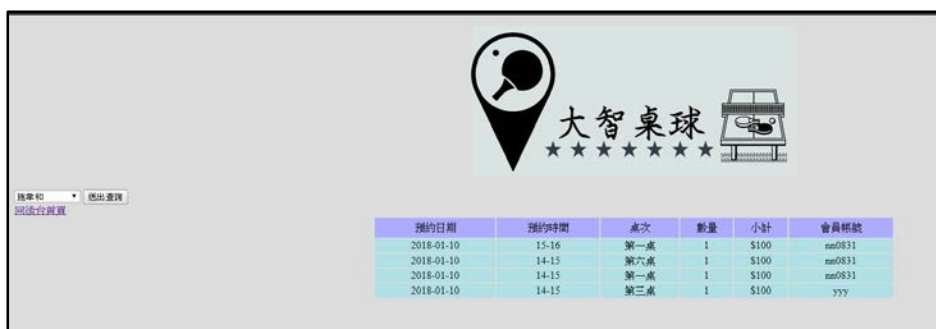 大智桌球
施韋和 送出查詢
回後台首頁
預約日期 預約時間 桌次 數量 小計 會員帳號
2018-01-10 15-16 第一桌 1 $100 nn0831
2018-01-10 14-15 第六桌 1 $100 nn0831
2018-01-10 14-15 第一桌 1 $100 nn0831
2018-01-10 14-15 第三桌 1 $100 yyy